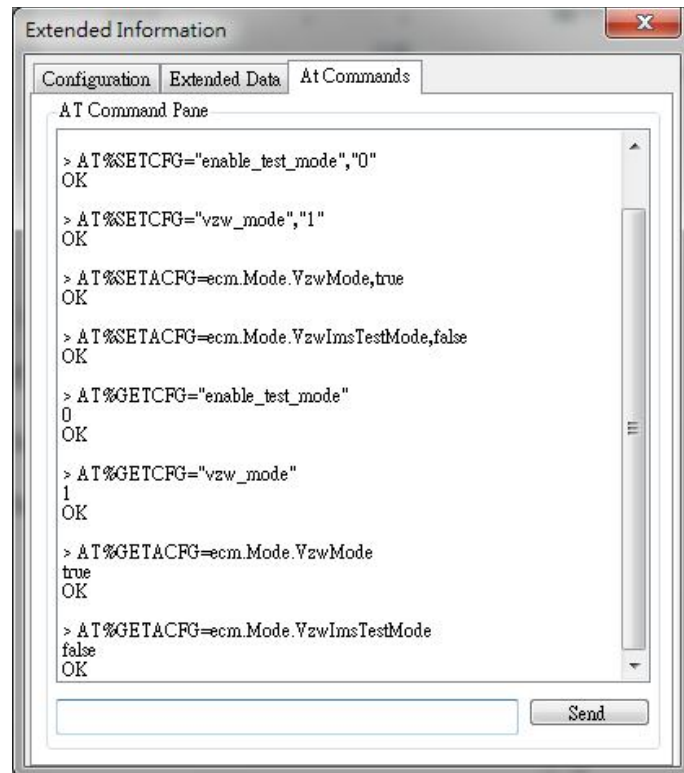 Extended Information
Configuration
Extended Data
At Commands
AT Command Pane
> AT%SETCFG="enable_test_mode","0"
OK
> AT%SETCFG="vzw_mode","1"
OK
> AT%SETACFG=ecm.Mode.VzwMode,true
OK
> AT%SETACFG=ecm.Mode.VzwImsTestMode,false
OK
> AT%GETCFG="enable_test_mode"
0
OK
> AT%GETCFG="vzw_mode"
1
OK
> AT%GETACFG=ecm.Mode.VzwMode
true
OK
> AT%GETACFG=ecm.Mode.VzwImsTestMode
false
OK
Send